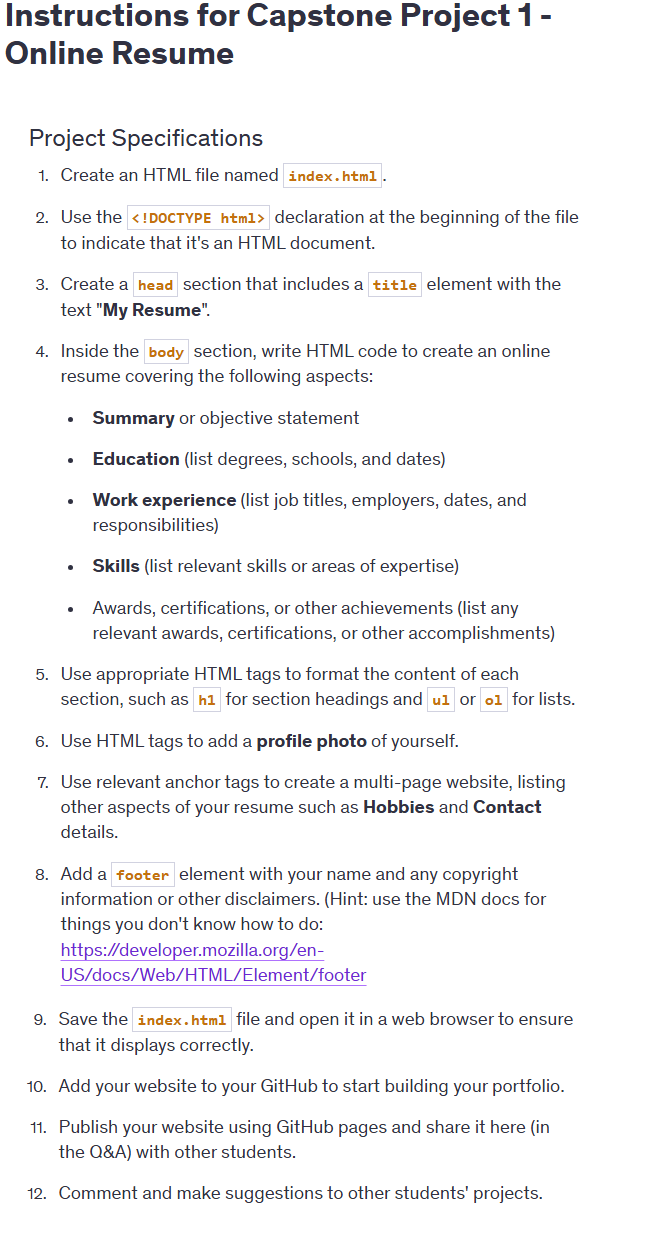 Instructions for Capstone Project 1 -
Online Resume
Project Specifications
1. Create an HTML file named index.html.
2. Use the <!DOCTYPE html> declaration at the beginning of the file
to indicate that it's an HTML document.
3. Create a head section that includes a title element with the
text "My Resume".
4. Inside the body section, write HTML code to create an online
resume covering the following aspects:
• Summary or objective statement
• Education (list degrees, schools, and dates)
• Work experience (list job titles, employers, dates, and
responsibilities)
• Skills (list relevant skills or areas of expertise)
• Awards, certifications, or other achievements (list any
relevant awards, certifications, or other accomplishments)
5. Use appropriate HTML tags to format the content of each
section, such as h1 for section headings and ul or ol for lists.
6. Use HTML tags to add a profile photo of yourself.
7. Use relevant anchor tags to create a multi-page website, listing
other aspects of your resume such as Hobbies and Contact
details.
8. Add a footer element with your name and any copyright
information or other disclaimers. (Hint: use the MDN docs for
things you don't know how to do:
https://developer.mozilla.org/en-
US/docs/Web/HTML/Element/footer
9. Save the index.html file and open it in a web browser to ensure
that it displays correctly.
10. Add your website to your GitHub to start building your portfolio.
11. Publish your website using GitHub pages and share it here (in
the Q&A) with other students.
12. Comment and make suggestions to other students' projects.